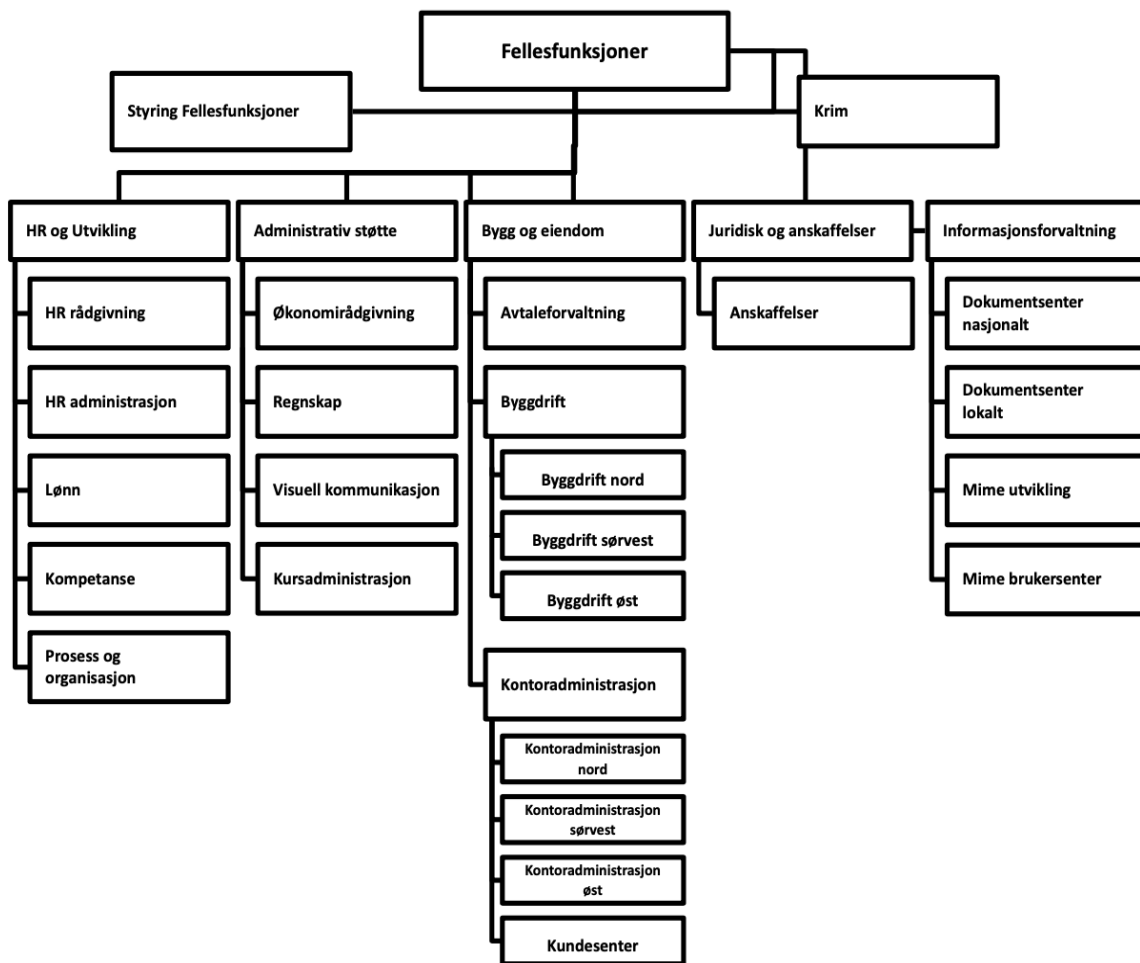 Fellesfunksjoner
Styring Fellesfunksjoner
Krim
HR og Utvikling
Administrativ støtte
Bygg og eiendom
Juridisk og anskaffelser
Informasjonsforvaltning
HR rådgivning
HR administrasjon
Lønn
Kompetanse
Prosess og
organisasjon
Økonomirådgivning
Regnskap
Visuell kommunikasjon
Kursadministrasjon
Avtaleforvaltning
Byggdrift
Byggdrift nord
Byggdrift sørvest
Byggdrift øst
Kontoradministrasjon
Kontoradministrasjon
nord
Kontoradministrasjon
sørvest
Kontoradministrasjon
øst
Kundesenter
Anskaffelser
Dokumentsenter
nasjonalt
Dokumentsenter
lokalt
Mime utvikling
Mime brukersenter